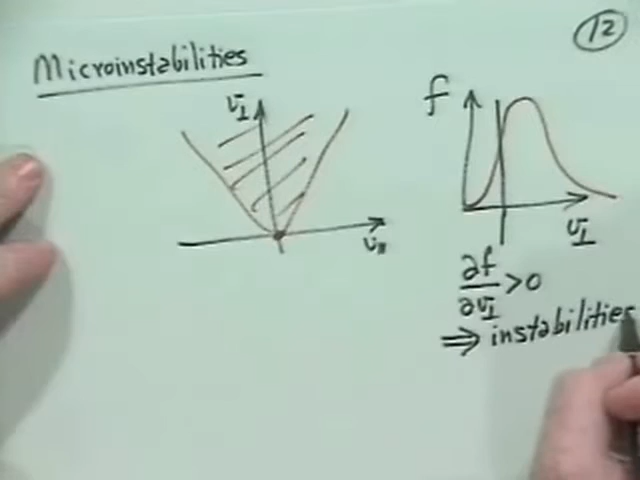 12
Microinstabilities
v⊥
v∥
f
v⊥
∂f/∂v⊥ >0
⇒ instabilities